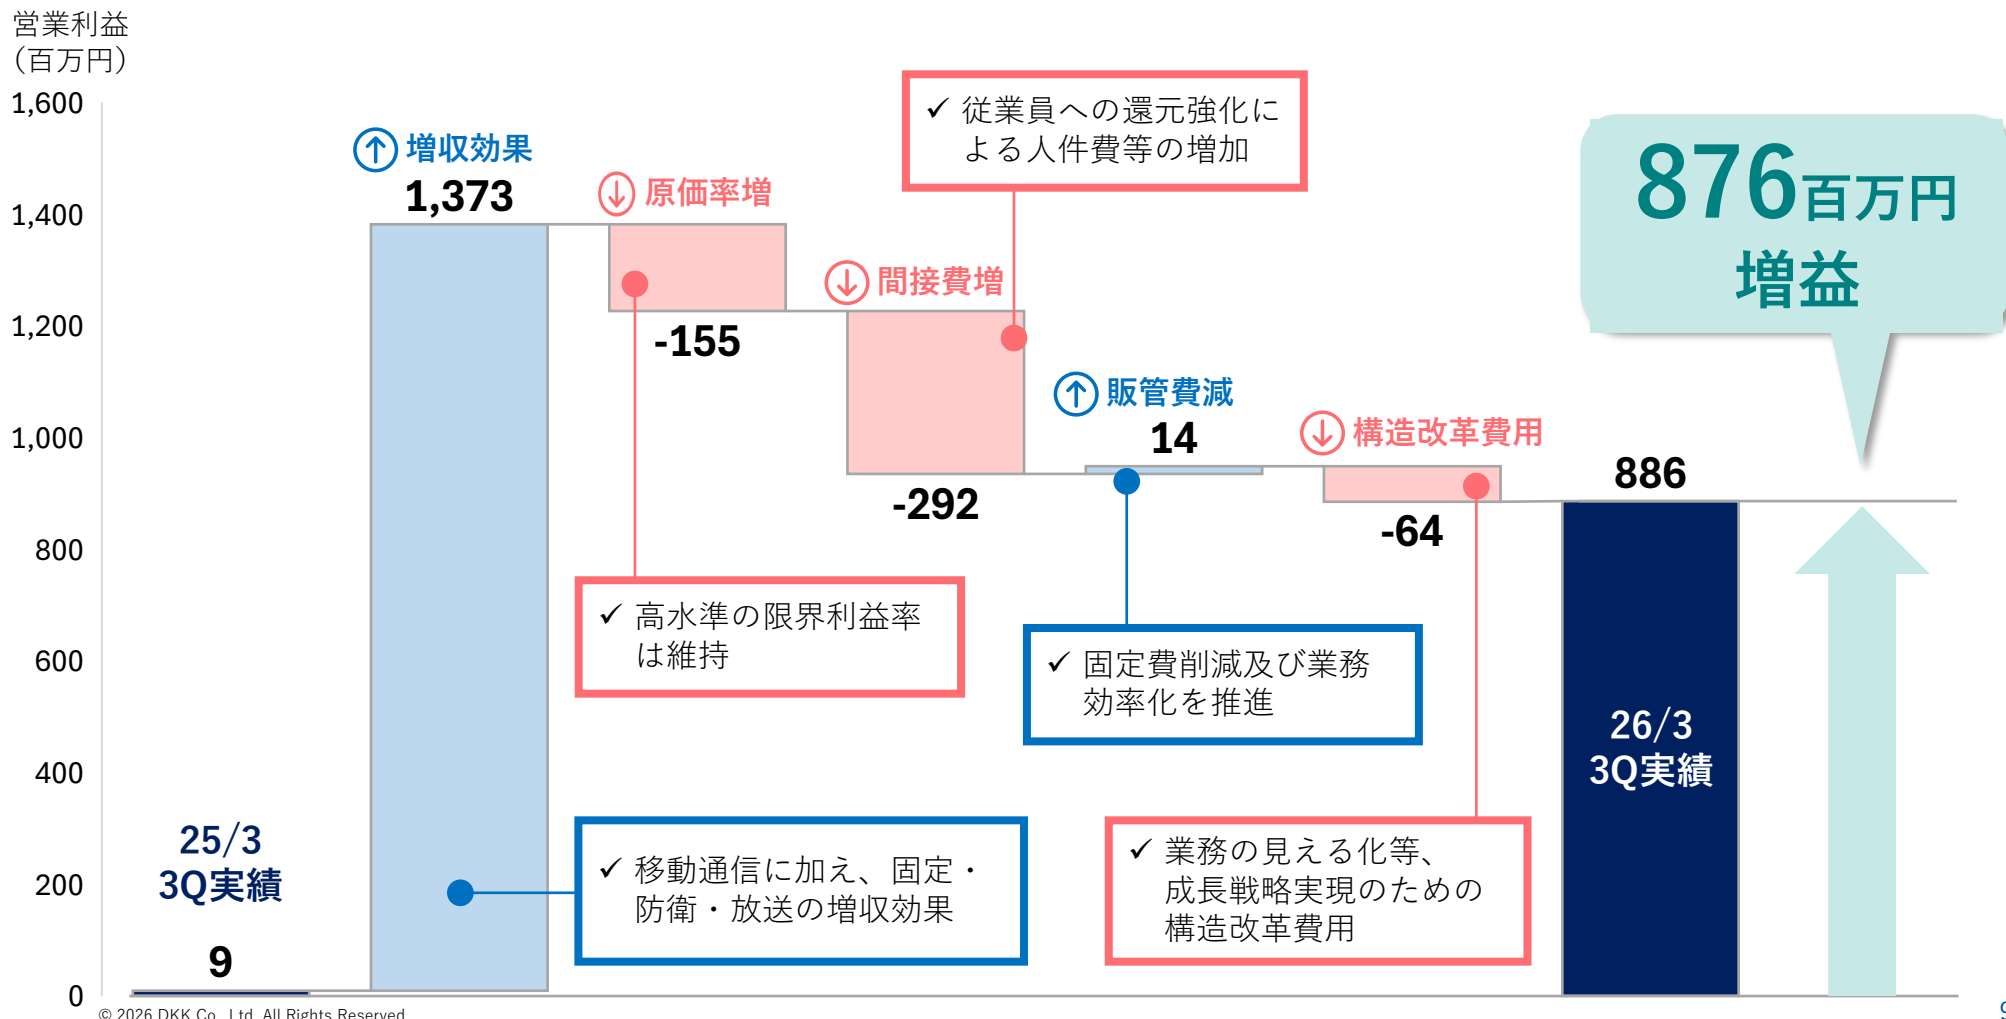 営業利益
（百万円）
1,600
1,400
1,200
1,000
800
600
400
200
0
25/3
3Q実績
9
増収効果
1,373
✓ 移動通信に加え、固定・
防衛・放送の増収効果
原価率増
-155
✓ 高水準の限界利益率
は維持
間接費増
-292
✓ 従業員への還元強化に
よる人件費等の増加
販管費減
14
✓ 固定費削減及び業務
効率化を推進
構造改革費用
-64
✓ 業務の見える化等、
成長戦略実現のための
構造改革費用
886
26/3
3Q実績
876百万円
増益
© 2026 DKK Co., Ltd. All Rights Reserved
9